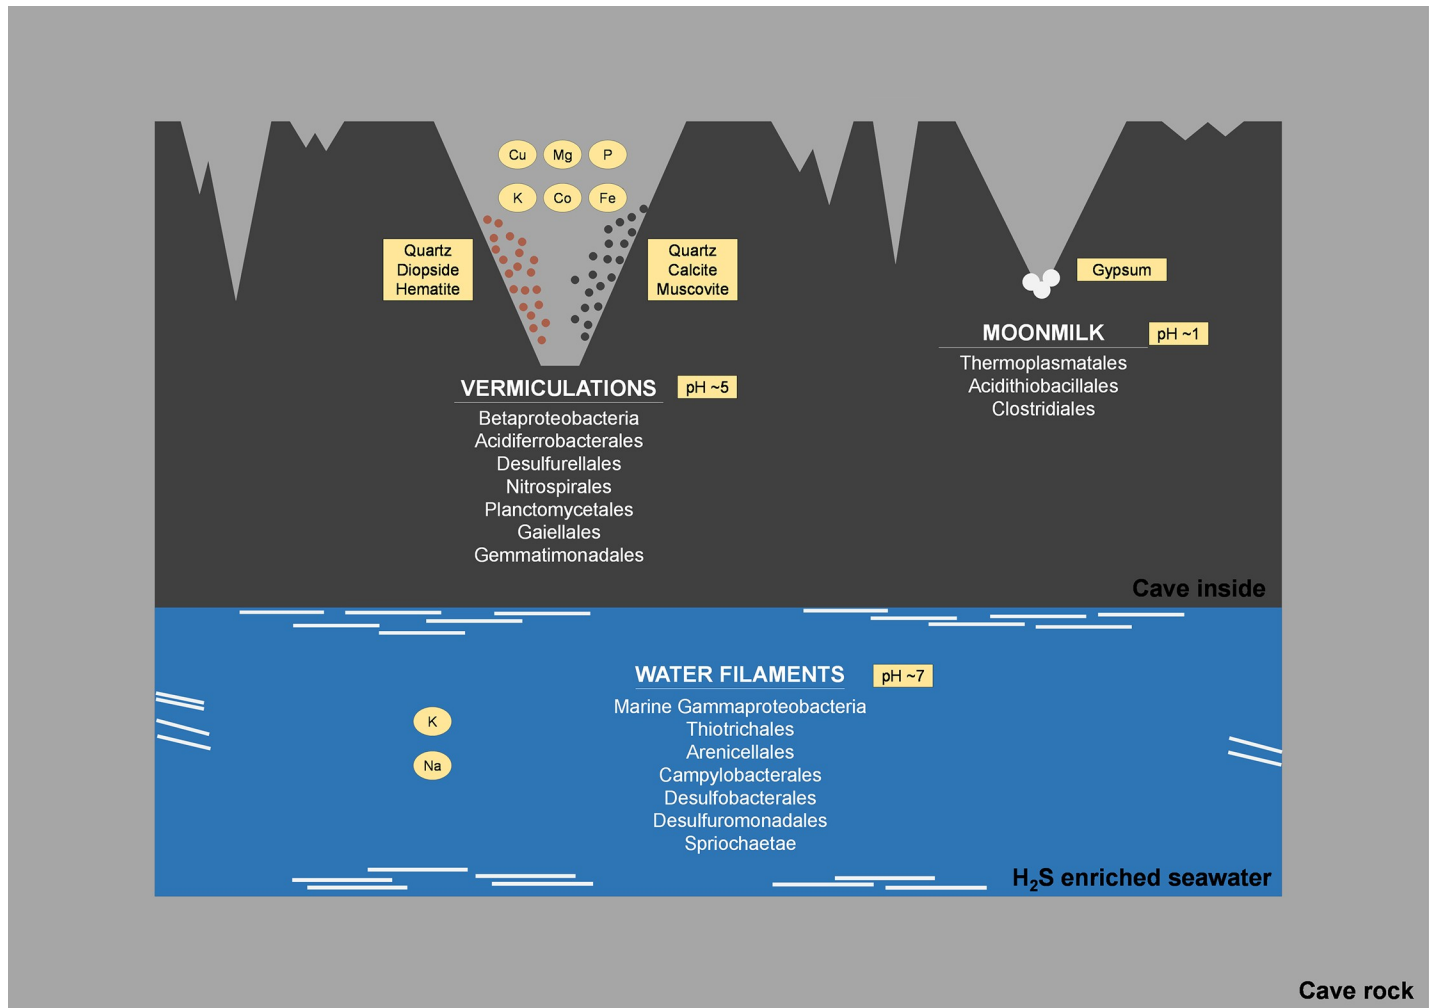 Cu Mg P
K Co Fe
Quartz
Diopside
Hematite
Quartz
Calcite
Muscovite
Gypsum
VERMICULATIONS
pH ~5
Betaproteobacteria
Acidiferrobacterales
Desulfurellales
Nitrospirales
Planctomycetales
Gaiellales
Gemmatimonadales
MOONMILK
pH ~1
Thermoplasmatales
Acidithiobacillales
Clostridiales
Cave inside
WATER FILAMENTS
pH ~7
Marine Gammaproteobacteria
Thiotrichales
Arenicellales
Campylobacterales
Desulfobacterales
Desulfuromonadales
Spriochaetae
K
Na
H₂S enriched seawater
Cave rock